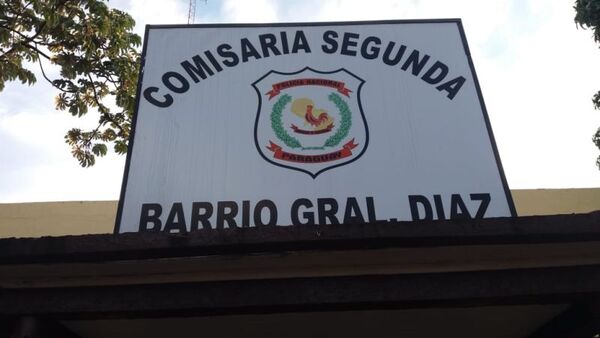 COMISARIA SEGUNDA
POLICIA NACIONAL
PARAGUAY
BARRIO GRAL. DIAZ